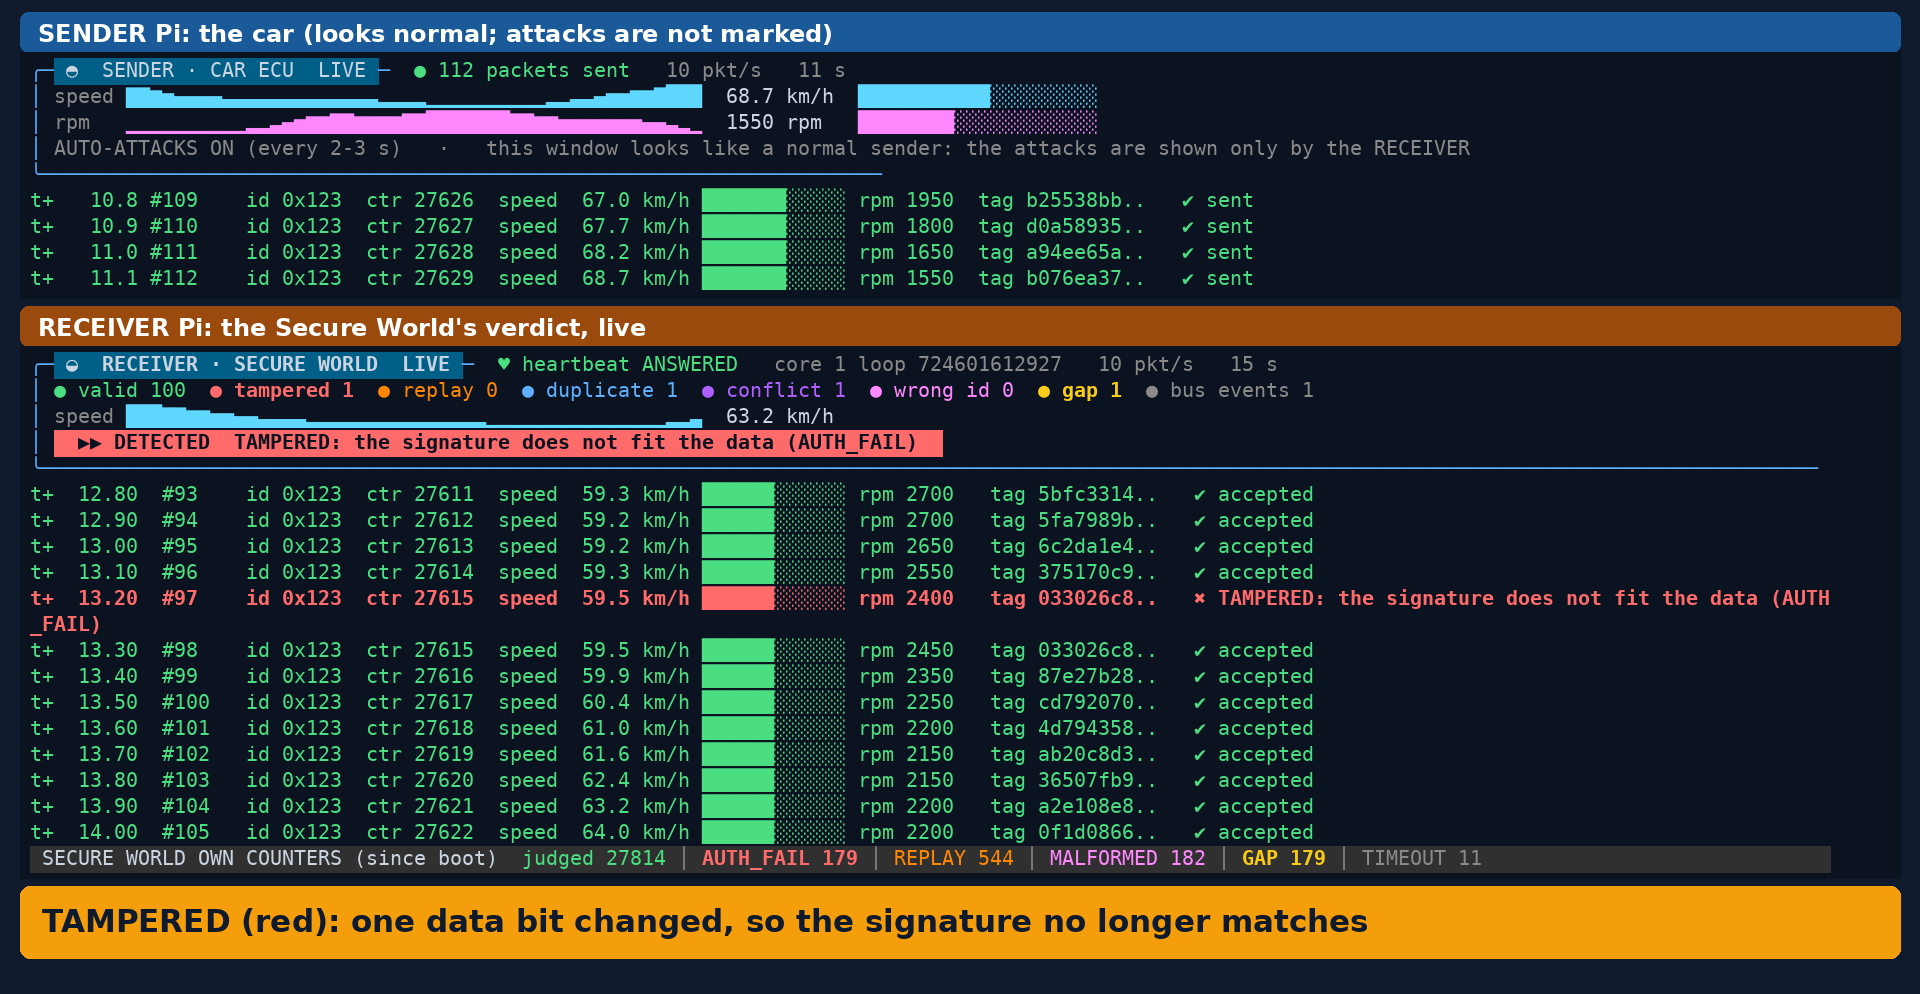 SENDER Pi: the car (looks normal; attacks are not marked)
SENDER · CAR ECU LIVE ● 112 packets sent 10 pkt/s 11 s
speed 68.7 km/h
rpm 1550 rpm
AUTO-ATTACKS ON (every 2-3 s) · this window looks like a normal sender: the attacks are shown only by the RECEIVER
t+ 10.8 #109 id 0x123 ctr 27626 speed 67.0 km/h rpm 1950 tag b25538bb.. ✔ sent
t+ 10.9 #110 id 0x123 ctr 27627 speed 67.7 km/h rpm 1800 tag d0a58935.. ✔ sent
t+ 11.0 #111 id 0x123 ctr 27628 speed 68.2 km/h rpm 1650 tag a94ee65a.. ✔ sent
t+ 11.1 #112 id 0x123 ctr 27629 speed 68.7 km/h rpm 1550 tag b076ea37.. ✔ sent
RECEIVER Pi: the Secure World's verdict, live
RECEIVER · SECURE WORLD LIVE ♥ heartbeat ANSWERED core 1 loop 724601612927 10 pkt/s 15 s
● valid 100 ● tampered 1 ● replay 0 ● duplicate 1 ● conflict 1 ● wrong id 0 ● gap 1 ● bus events 1
speed 63.2 km/h
▶▶ DETECTED TAMPERED: the signature does not fit the data (AUTH_FAIL)
t+ 12.80 #93 id 0x123 ctr 27611 speed 59.3 km/h rpm 2700 tag 5bfc3314.. ✔ accepted
t+ 12.90 #94 id 0x123 ctr 27612 speed 59.2 km/h rpm 2700 tag 5fa7989b.. ✔ accepted
t+ 13.00 #95 id 0x123 ctr 27613 speed 59.2 km/h rpm 2650 tag 6c2da1e4.. ✔ accepted
t+ 13.10 #96 id 0x123 ctr 27614 speed 59.3 km/h rpm 2550 tag 375170c9.. ✔ accepted
t+ 13.20 #97 id 0x123 ctr 27615 speed 59.5 km/h rpm 2400 tag 033026c8.. ✖ TAMPERED: the signature does not fit the data (AUTH
_FAIL)
t+ 13.30 #98 id 0x123 ctr 27615 speed 59.5 km/h rpm 2450 tag 033026c8.. ✔ accepted
t+ 13.40 #99 id 0x123 ctr 27616 speed 59.9 km/h rpm 2350 tag 87e27b28.. ✔ accepted
t+ 13.50 #100 id 0x123 ctr 27617 speed 60.4 km/h rpm 2250 tag cd792070.. ✔ accepted
t+ 13.60 #101 id 0x123 ctr 27618 speed 61.0 km/h rpm 2200 tag 4d794358.. ✔ accepted
t+ 13.70 #102 id 0x123 ctr 27619 speed 61.6 km/h rpm 2150 tag ab20c8d3.. ✔ accepted
t+ 13.80 #103 id 0x123 ctr 27620 speed 62.4 km/h rpm 2150 tag 36507fb9.. ✔ accepted
t+ 13.90 #104 id 0x123 ctr 27621 speed 63.2 km/h rpm 2200 tag a2e108e8.. ✔ accepted
t+ 14.00 #105 id 0x123 ctr 27622 speed 64.0 km/h rpm 2200 tag 0f1d0866.. ✔ accepted
SECURE WORLD OWN COUNTERS (since boot) judged 27814 │ AUTH_FAIL 179 │ REPLAY 544 │ MALFORMED 182 │ GAP 179 │ TIMEOUT 11
TAMPERED (red): one data bit changed, so the signature no longer matches